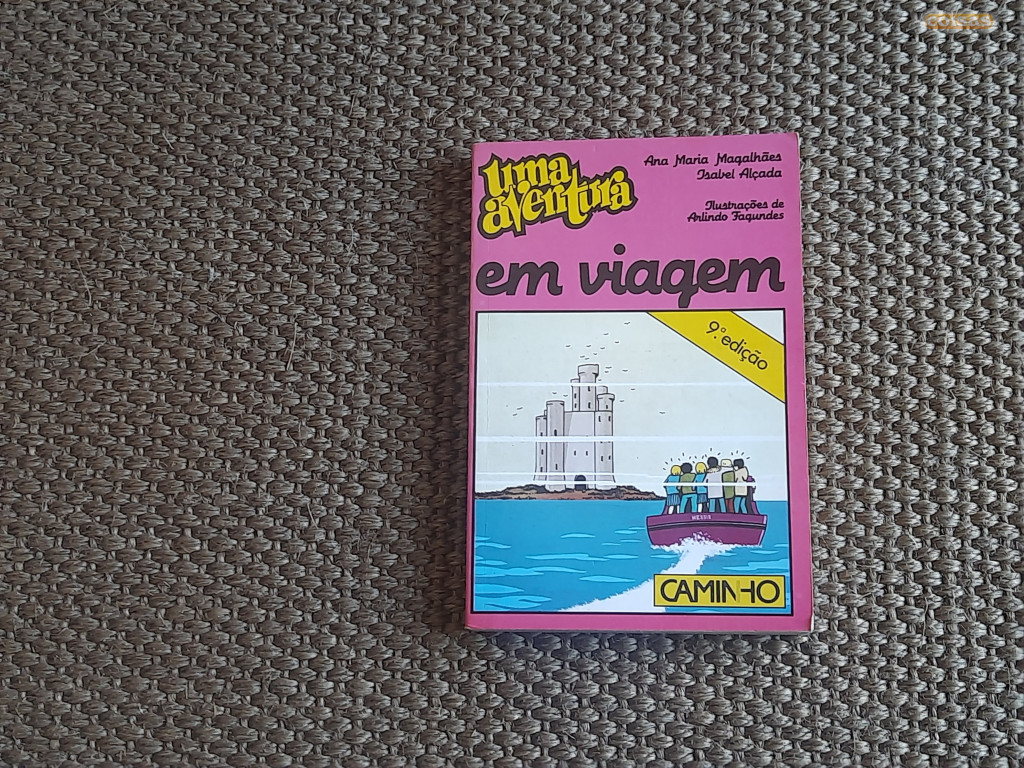 uma
aventura
Ana Maria Magalhães
Isabel Alçada
Ilustrações de
Arlindo Fagundes
em viagem
9.ª edição
CAMINHO